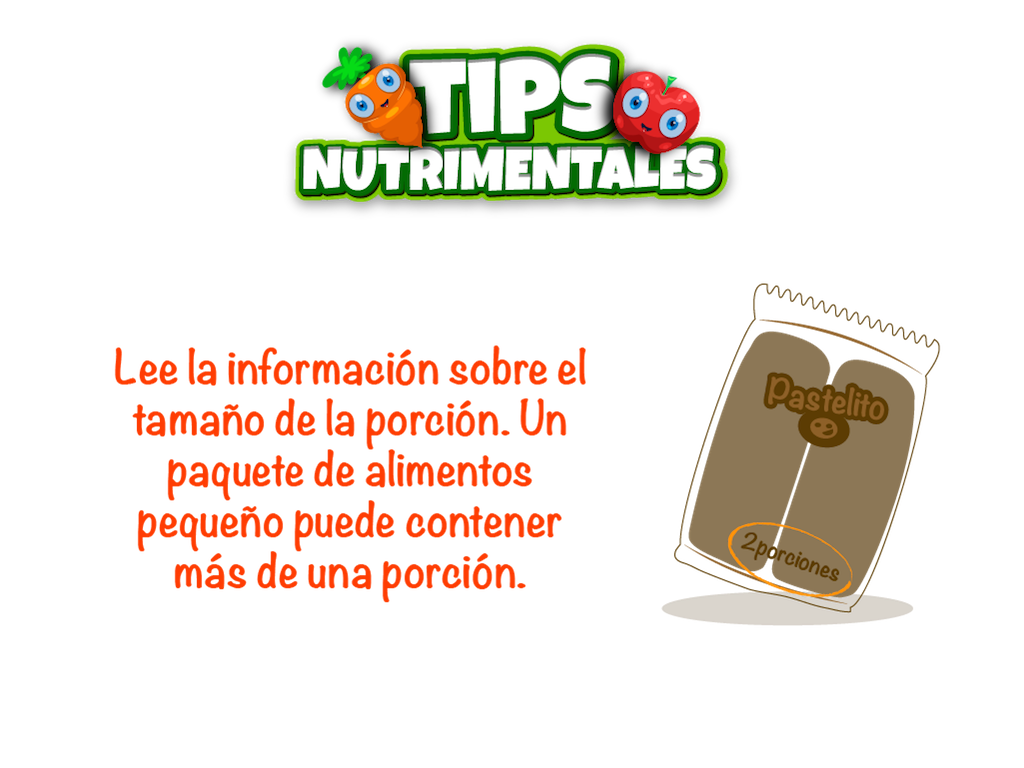 TIPS
NUTRIMENTALES
Lee la información sobre el
tamaño de la porción. Un
paquete de alimentos
pequeño puede contener
más de una porción.
Pastelito
2porciones